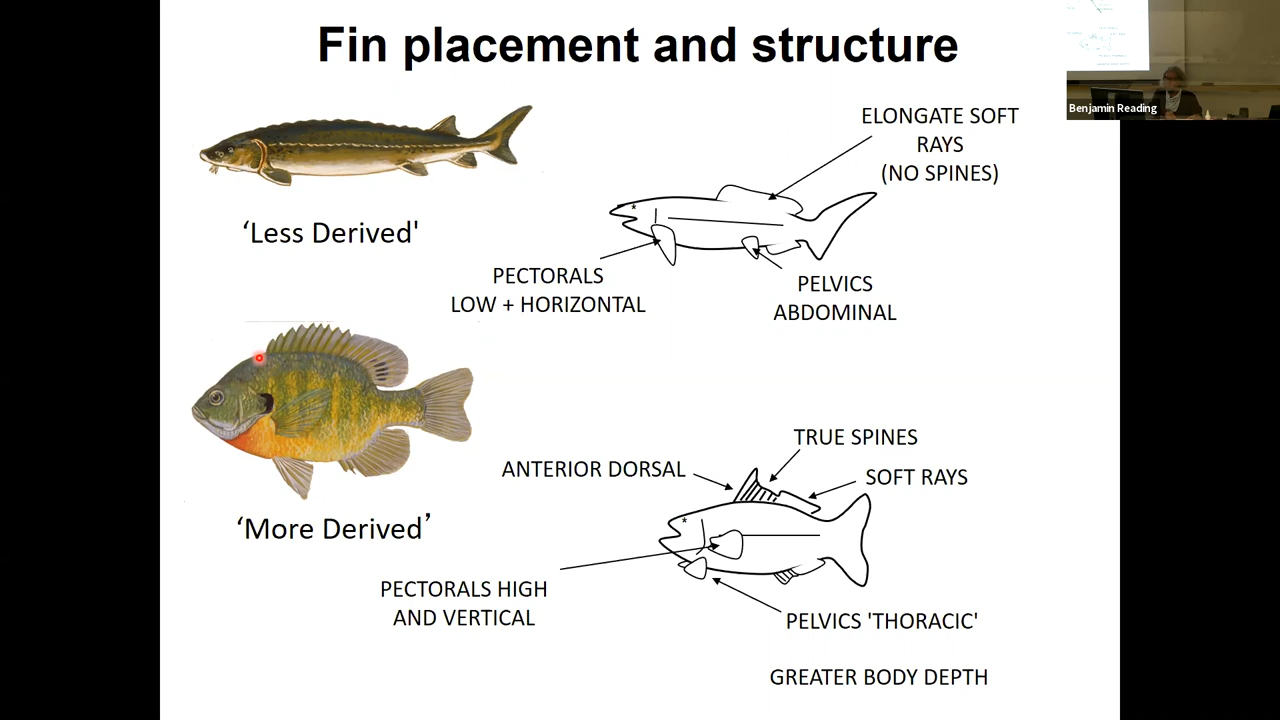 Fin placement and structure
Benjamin Reading
ELONGATE SOFT
RAYS
(NO SPINES)
‘Less Derived'
PECTORALS
LOW + HORIZONTAL
PELVICS
ABDOMINAL
TRUE SPINES
ANTERIOR DORSAL
SOFT RAYS
‘More Derived’
PECTORALS HIGH
AND VERTICAL
PELVICS 'THORACIC'
GREATER BODY DEPTH